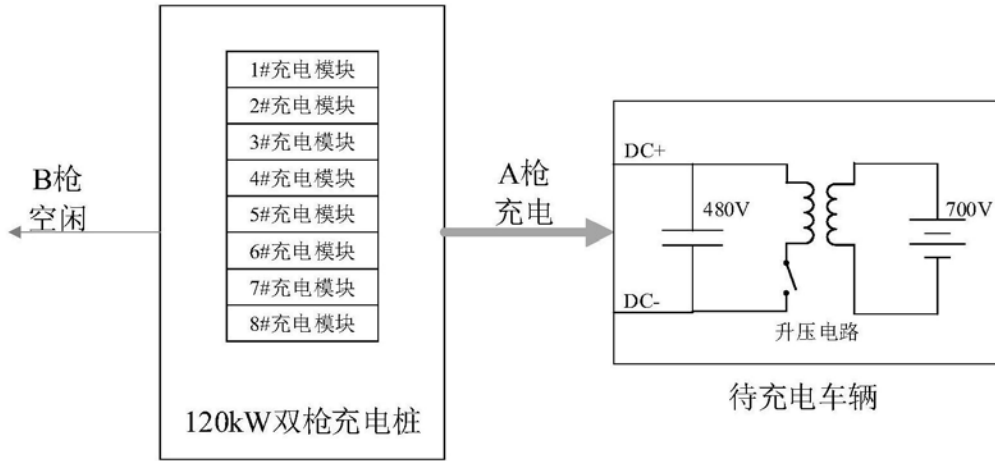 B枪
空闲
1#充电模块
2#充电模块
3#充电模块
4#充电模块
5#充电模块
6#充电模块
7#充电模块
8#充电模块
120kW双枪充电桩
A枪
充电
DC+
480V
700V
DC-
升压电路
待充电车辆